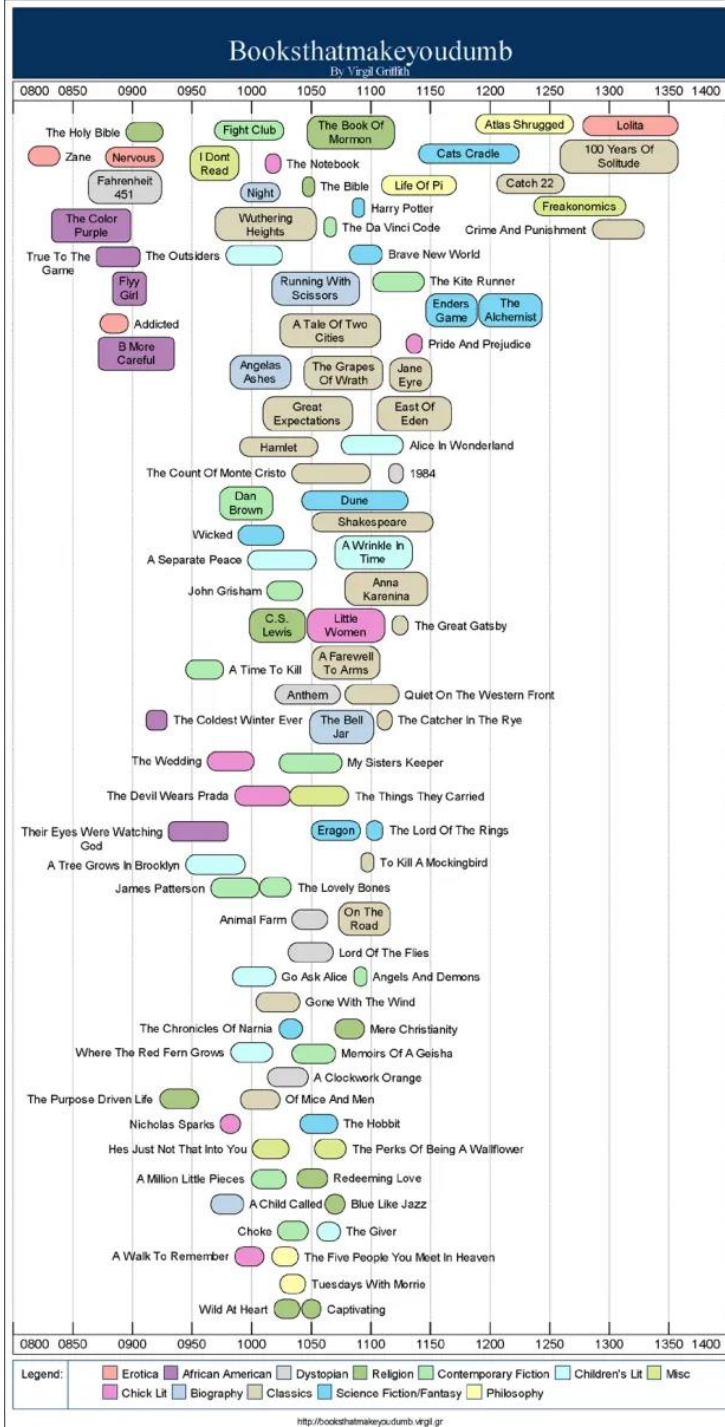 Booksthatmakeyoudumb
By Virgil Griffith
0800 0850 0900 0950 1000 1050 1100 1150 1200 1250 1300 1350 1400
The Holy Bible
Fight Club
The Book Of
Mormon
Atlas Shrugged
Lolita
Zane
Nervous
I Dont
Read
The Notebook
Cats Cradle
100 Years Of
Solitude
Fahrenheit
451
Night
The Bible
Life Of Pi
Catch 22
Harry Potter
Freakonomics
The Color
Purple
Wuthering
Heights
The Da Vinci Code
Crime And Punishment
True To The
Game
The Outsiders
Brave New World
Flyy
Girl
Running With
Scissors
The Kite Runner
Enders
Game
The
Alchemist
Addicted
A Tale Of Two
Cities
Pride And Prejudice
B More
Careful
Angelas
Ashes
The Grapes
Of Wrath
Jane
Eyre
Great
Expectations
East Of
Eden
Hamlet
Alice In Wonderland
The Count Of Monte Cristo
1984
Dan
Brown
Dune
Shakespeare
Wicked
A Separate Peace
A Wrinkle In
Time
John Grisham
Anna
Karenina
C.S.
Lewis
Little
Women
The Great Gatsby
A Time To Kill
A Farewell
To Arms
Anthem
Quiet On The Western Front
The Coldest Winter Ever
The Bell
Jar
The Catcher In The Rye
The Wedding
My Sisters Keeper
The Devil Wears Prada
The Things They Carried
Their Eyes Were Watching
God
Eragon
The Lord Of The Rings
A Tree Grows In Brooklyn
To Kill A Mockingbird
James Patterson
The Lovely Bones
Animal Farm
On The
Road
Lord Of The Flies
Go Ask Alice
Angels And Demons
Gone With The Wind
The Chronicles Of Narnia
Mere Christianity
Where The Red Fern Grows
Memoirs Of A Geisha
A Clockwork Orange
The Purpose Driven Life
Of Mice And Men
Nicholas Sparks
The Hobbit
Hes Just Not That Into You
The Perks Of Being A Wallflower
A Million Little Pieces
Redeeming Love
A Child Called
Blue Like Jazz
Choke
The Giver
A Walk To Remember
The Five People You Meet In Heaven
Tuesdays With Morrie
Wild At Heart
Captivating
0800 0850 0900 0950 1000 1050 1100 1150 1200 1250 1300 1350 1400
Legend: Erotica African American Dystopian Religion Contemporary Fiction Children's Lit Misc
Chick Lit Biography Classics Science Fiction/Fantasy Philosophy
http://booksthatmakeyoudumb.virgil.gr